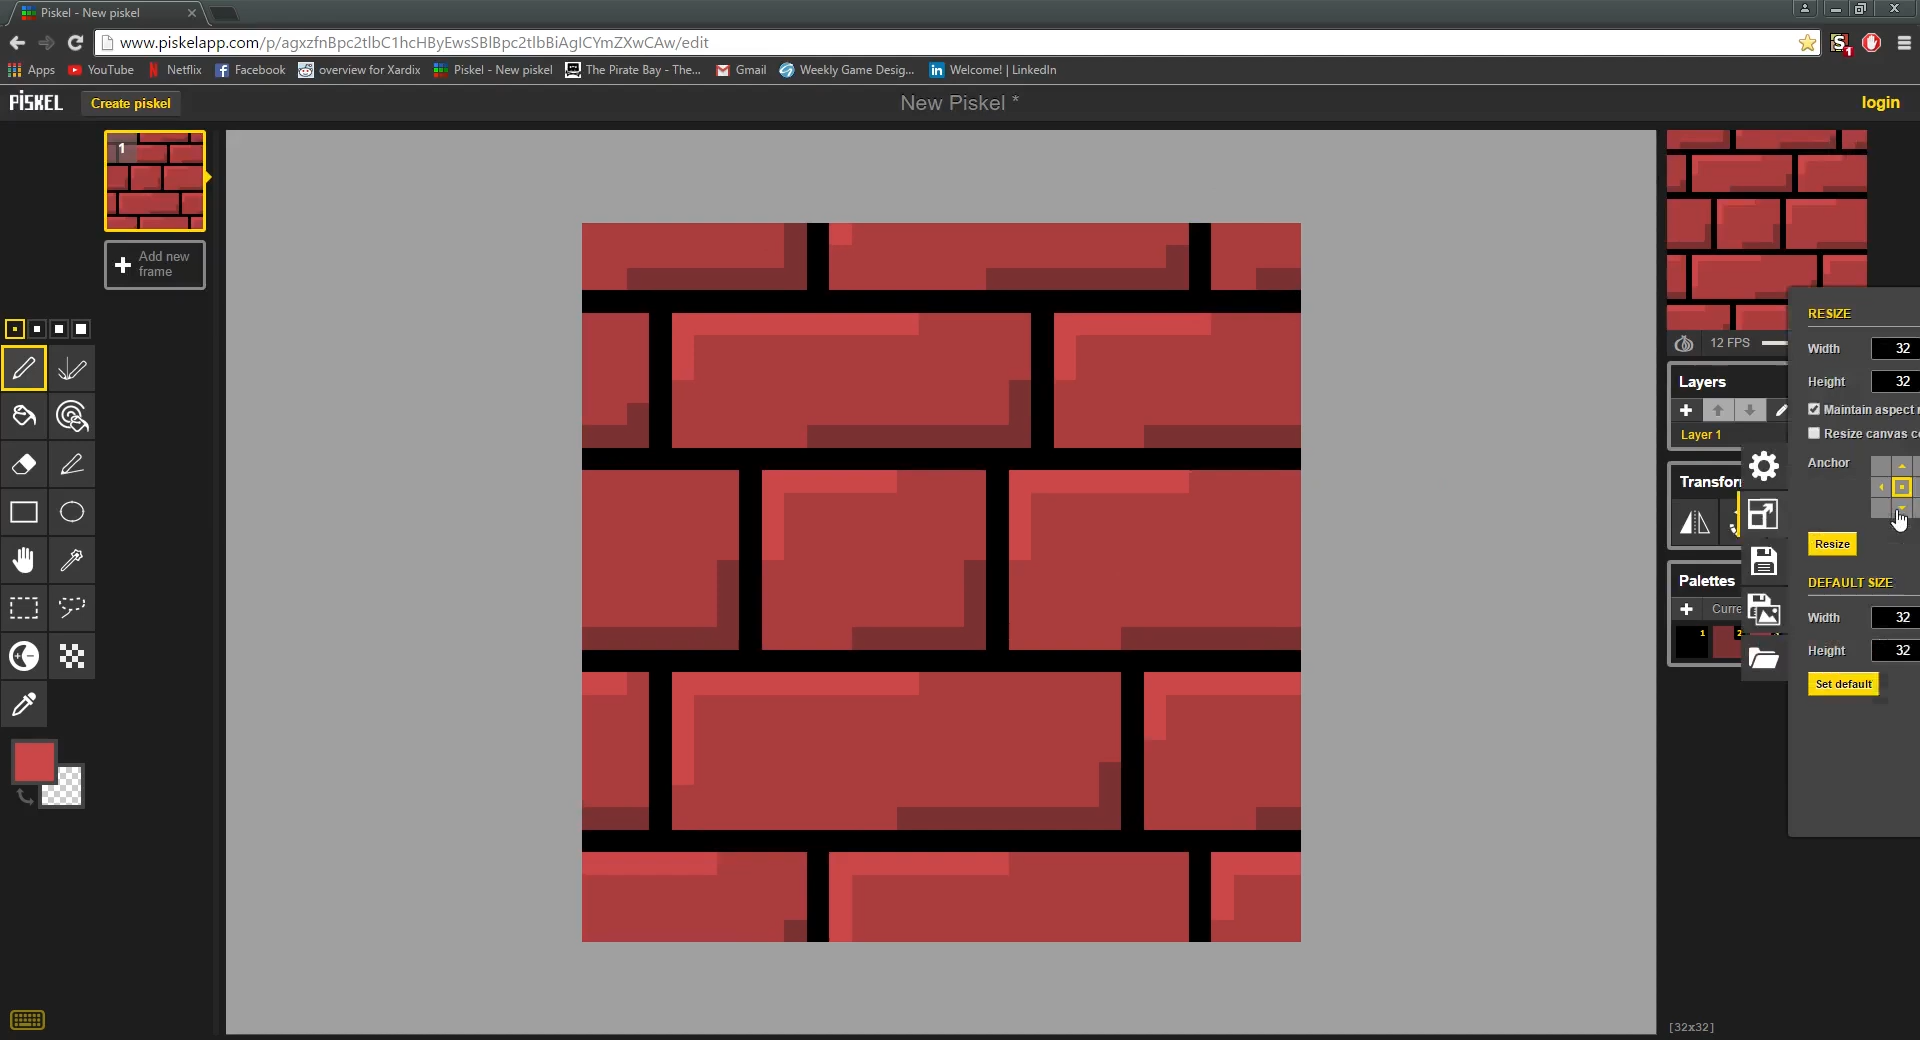 Piskel - New piskel
www.piskelapp.com/p/agxzfnBpc2tlbC1hcHByEwsSBlBpc2tlbBiAgICYmZXwCAw/edit
Apps YouTube Netflix Facebook overview for Xardix Piskel - New piskel The Pirate Bay - The... Gmail Weekly Game Desig... Welcome! | LinkedIn
PiSKEL Create piskel New Piskel * login
1
Add new
frame
12 FPS
Layers
Layer 1
Transfor
Palettes
Curre
1 2
RESIZE
Width 32
Height 32
Maintain aspect r
Resize canvas co
Anchor
Resize
DEFAULT SIZE
Width 32
Height 32
Set default
[32x32]